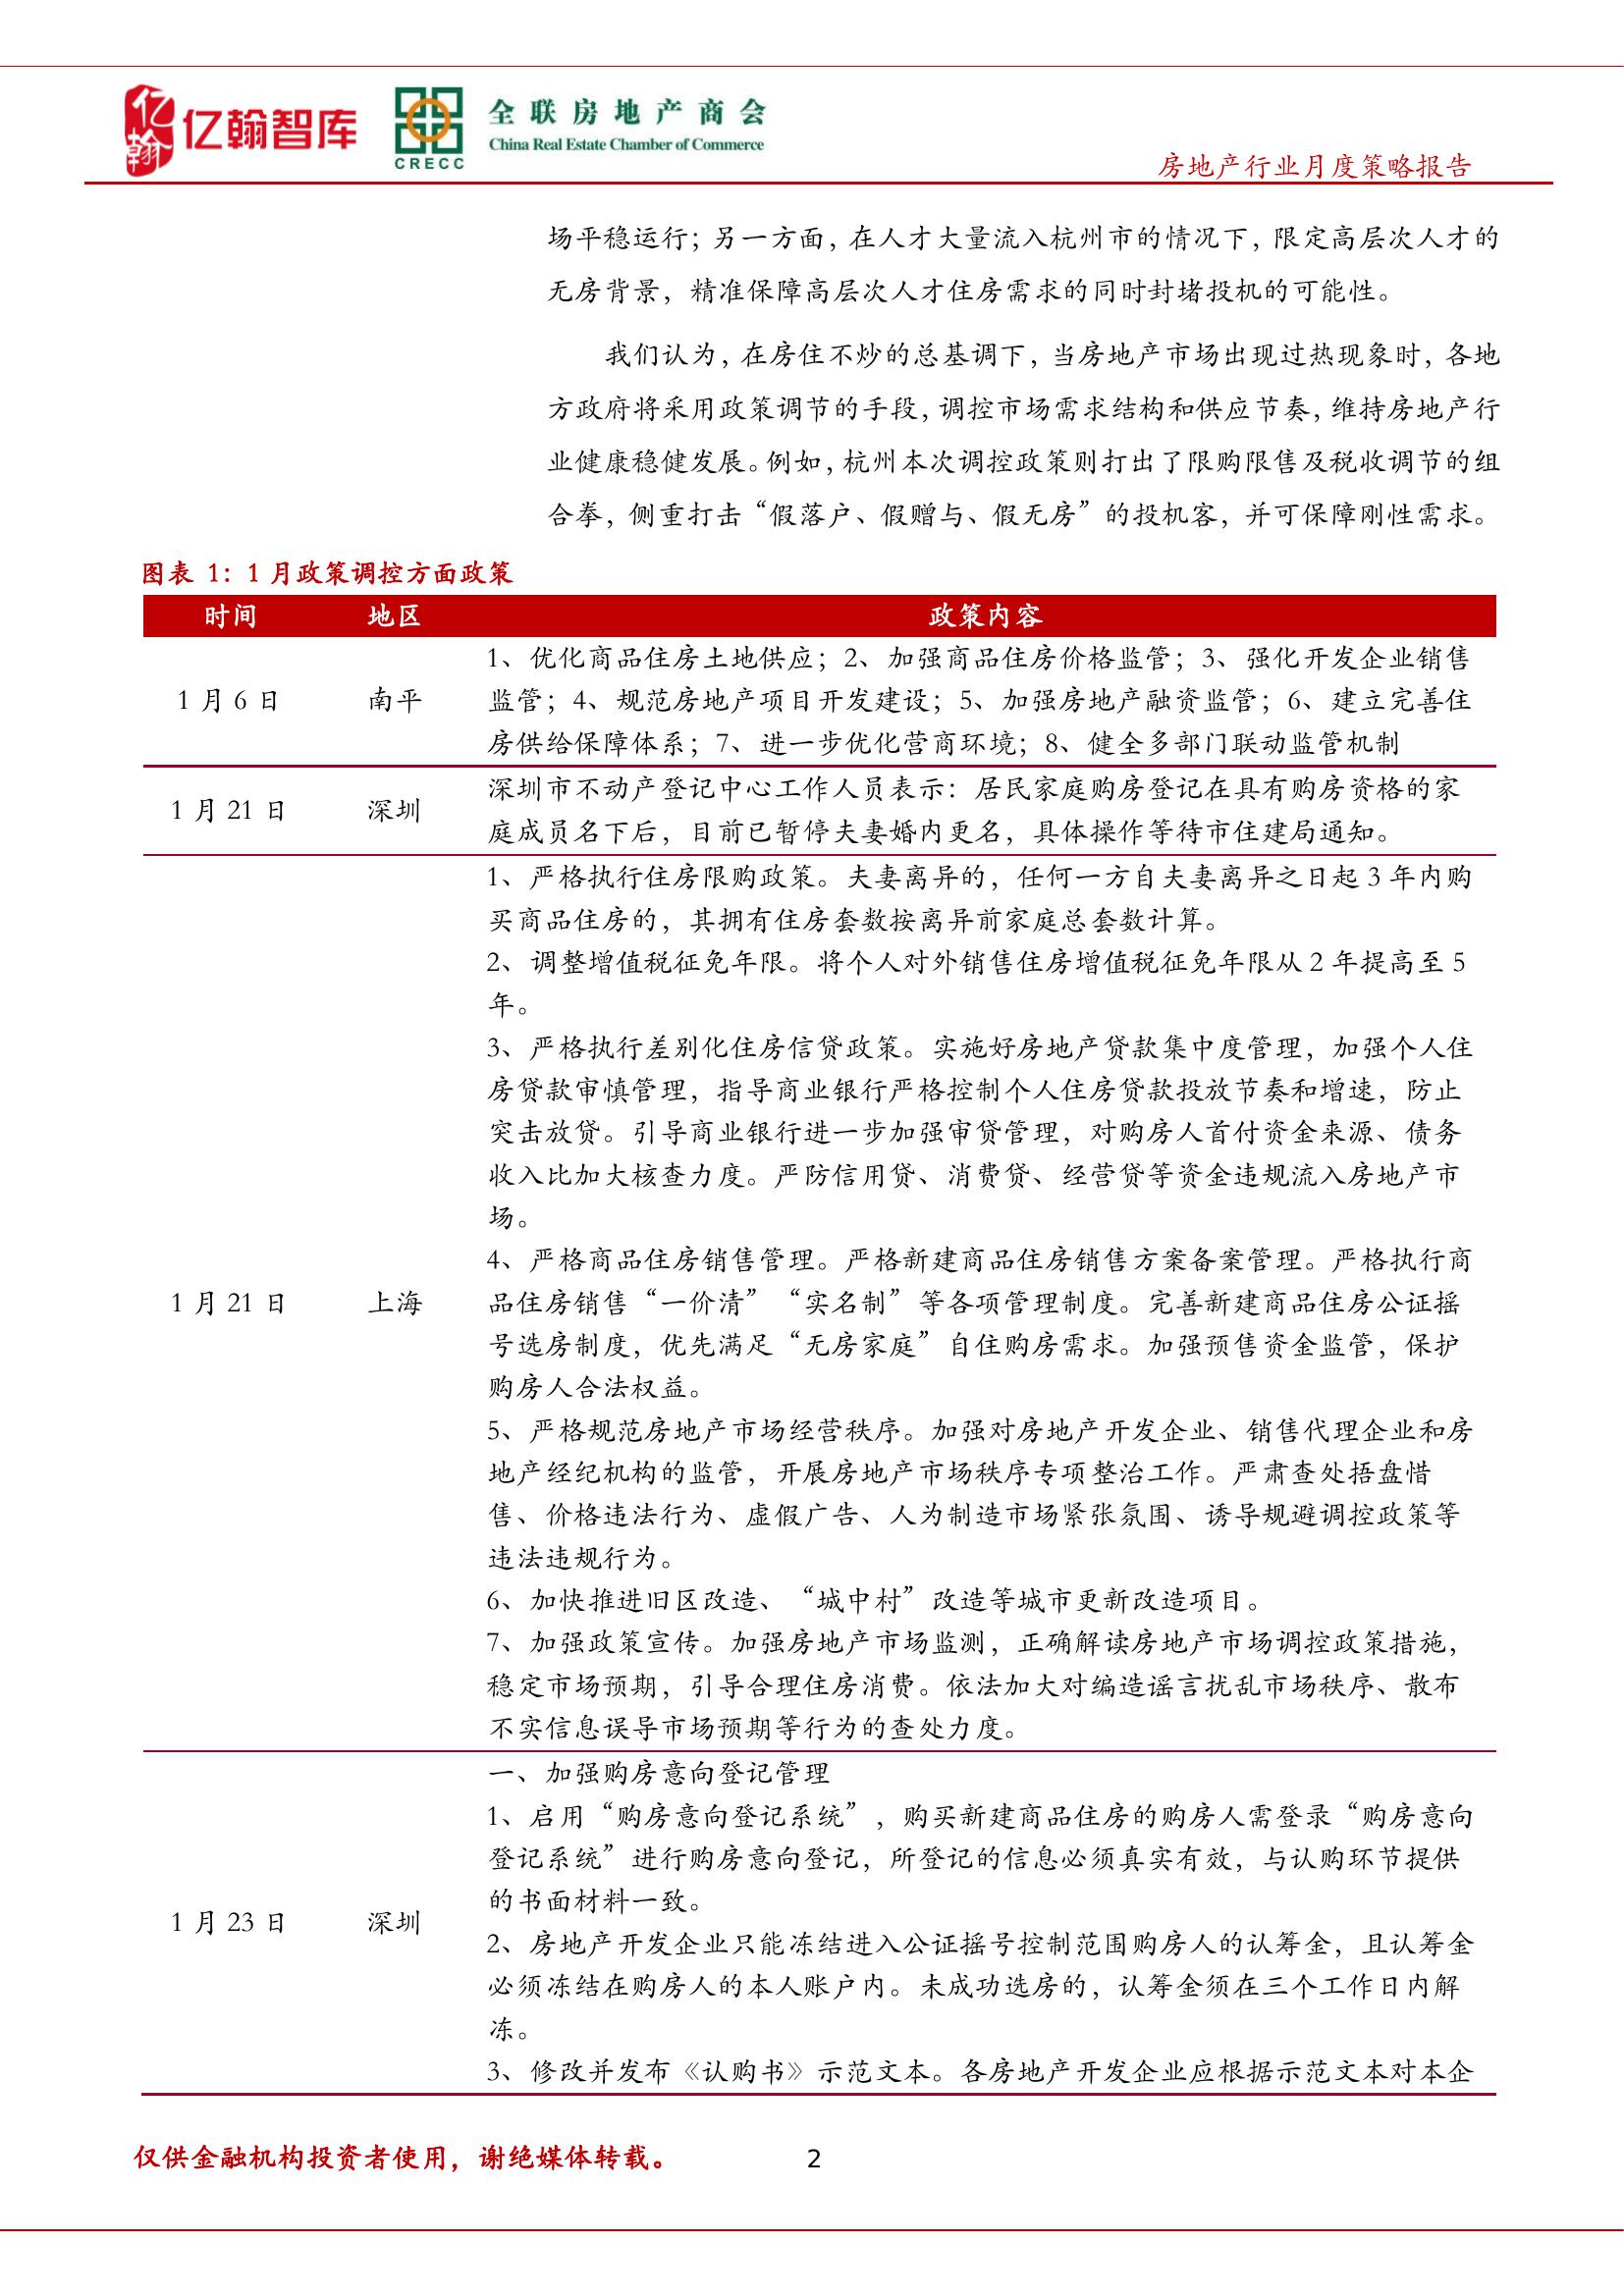 亿翰
亿翰智库
CRECC
全联房地产商会
China Real Estate Chamber of Commerce
房地产行业月度策略报告
场平稳运行；另一方面，在人才大量流入杭州市的情况下，限定高层次人才的
无房背景，精准保障高层次人才住房需求的同时封堵投机的可能性。
我们认为，在房住不炒的总基调下，当房地产市场出现过热现象时，各地
方政府将采用政策调节的手段，调控市场需求结构和供应节奏，维持房地产行
业健康稳健发展。例如，杭州本次调控政策则打出了限购限售及税收调节的组
合拳，侧重打击“假落户、假赠与、假无房”的投机客，并可保障刚性需求。
图表 1：1 月政策调控方面政策
时间 地区 政策内容
1 月 6 日 南平
1、优化商品住房土地供应；2、加强商品住房价格监管；3、强化开发企业销售
监管；4、规范房地产项目开发建设；5、加强房地产融资监管；6、建立完善住
房供给保障体系；7、进一步优化营商环境；8、健全多部门联动监管机制
1 月 21 日 深圳
深圳市不动产登记中心工作人员表示：居民家庭购房登记在具有购房资格的家
庭成员名下后，目前已暂停夫妻婚内更名，具体操作等待市住建局通知。
1 月 21 日 上海
1、严格执行住房限购政策。夫妻离异的，任何一方自夫妻离异之日起 3 年内购
买商品住房的，其拥有住房套数按离异前家庭总套数计算。
2、调整增值税征免年限。将个人对外销售住房增值税征免年限从 2 年提高至 5
年。
3、严格执行差别化住房信贷政策。实施好房地产贷款集中度管理，加强个人住
房贷款审慎管理，指导商业银行严格控制个人住房贷款投放节奏和增速，防止
突击放贷。引导商业银行进一步加强审贷管理，对购房人首付资金来源、债务
收入比加大核查力度。严防信用贷、消费贷、经营贷等资金违规流入房地产市
场。
4、严格商品住房销售管理。严格新建商品住房销售方案备案管理。严格执行商
品住房销售“一价清”“实名制”等各项管理制度。完善新建商品住房公证摇
号选房制度，优先满足“无房家庭”自住购房需求。加强预售资金监管，保护
购房人合法权益。
5、严格规范房地产市场经营秩序。加强对房地产开发企业、销售代理企业和房
地产经纪机构的监管，开展房地产市场秩序专项整治工作。严肃查处捂盘惜
售、价格违法行为、虚假广告、人为制造市场紧张氛围、诱导规避调控政策等
违法违规行为。
6、加快推进旧区改造、“城中村”改造等城市更新改造项目。
7、加强政策宣传。加强房地产市场监测，正确解读房地产市场调控政策措施，
稳定市场预期，引导合理住房消费。依法加大对编造谣言扰乱市场秩序、散布
不实信息误导市场预期等行为的查处力度。
1 月 23 日 深圳
一、加强购房意向登记管理
1、启用“购房意向登记系统”，购买新建商品住房的购房人需登录“购房意向
登记系统”进行购房意向登记，所登记的信息必须真实有效，与认购环节提供
的书面材料一致。
2、房地产开发企业只能冻结进入公证摇号控制范围购房人的认筹金，且认筹金
必须冻结在购房人的本人账户内。未成功选房的，认筹金须在三个工作日内解
冻。
3、修改并发布《认购书》示范文本。各房地产开发企业应根据示范文本对本企
仅供金融机构投资者使用，谢绝媒体转载。
2